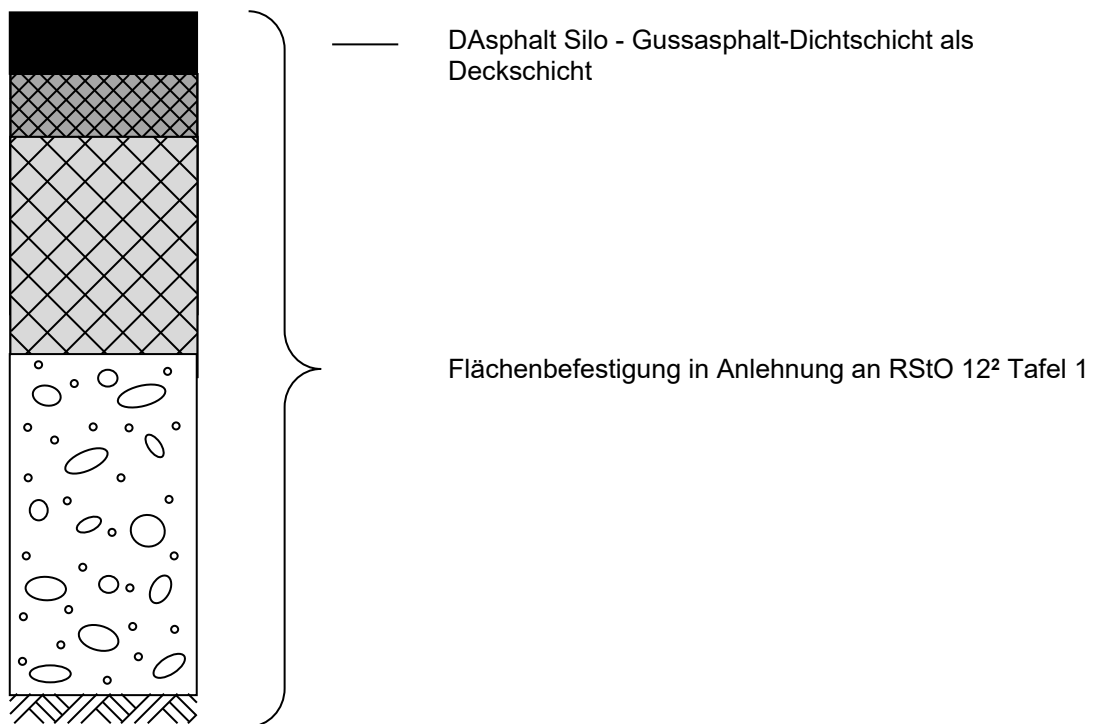 DAsphalt Silo - Gussasphalt-Dichtschicht als
Deckschicht
Flächenbefestigung in Anlehnung an RStO 12² Tafel 1